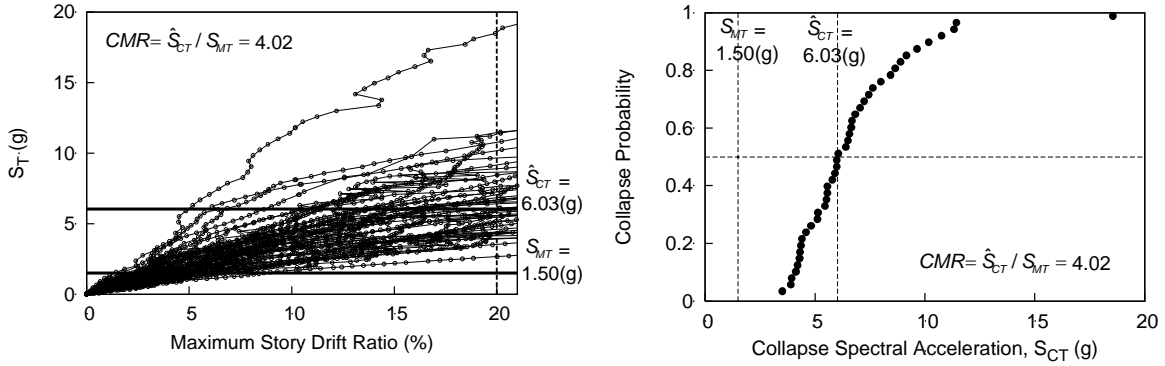 20
15
10
5
0
S_T (g)
CMR= Ŝ_CT / S_MT = 4.02
Ŝ_CT =
6.03(g)
S_MT =
1.50(g)
0 5 10 15 20
Maximum Story Drift Ratio (%)
1
0.8
0.6
0.4
0.2
0
Collapse Probability
S_MT =
1.50(g)
Ŝ_CT =
6.03(g)
CMR= Ŝ_CT / S_MT = 4.02
0 5 10 15 20
Collapse Spectral Acceleration, S_CT (g)